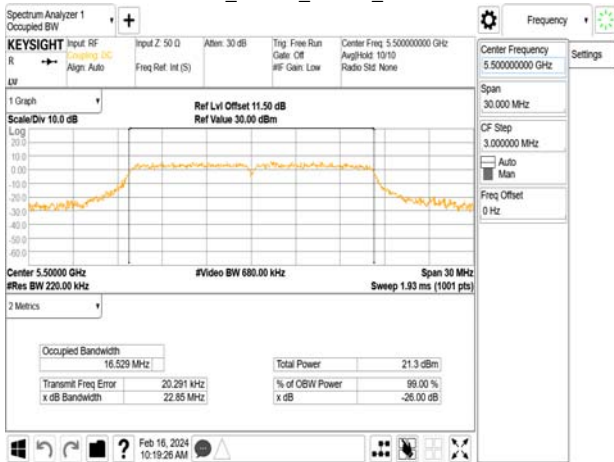 Spectrum Analyzer 1
Occupied BW
Frequency
KEYSIGHT
Input: RF
Coupling: DC
Align: Auto
Input Z: 50 Ω
Freq Ref: Int (S)
Atten: 30 dB
Trig: Free Run
Gate: Off
#IF Gain: Low
Center Freq: 5.500000000 GHz
Avg|Hold: 10/10
Radio Std: None
R
Center Frequency
5.500000000 GHz
Settings
Span
30.000 MHz
CF Step
3.000000 MHz
Auto
Man
Freq Offset
0 Hz
1 Graph
Scale/Div 10.0 dB
Ref Lvl Offset 11.50 dB
Ref Value 30.00 dBm
Log
20.0
10.0
0.00
-10.0
-20.0
-30.0
-40.0
-50.0
-60.0
Center 5.50000 GHz
#Video BW 680.00 kHz
Span 30 MHz
#Res BW 220.00 kHz
Sweep 1.93 ms (1001 pts)
2 Metrics
Occupied Bandwidth
16.529 MHz
Total Power 21.3 dBm
Transmit Freq Error 20.291 kHz
% of OBW Power 99.00 %
x dB Bandwidth 22.85 MHz
x dB -26.00 dB
Feb 16, 2024
10:19:26 AM